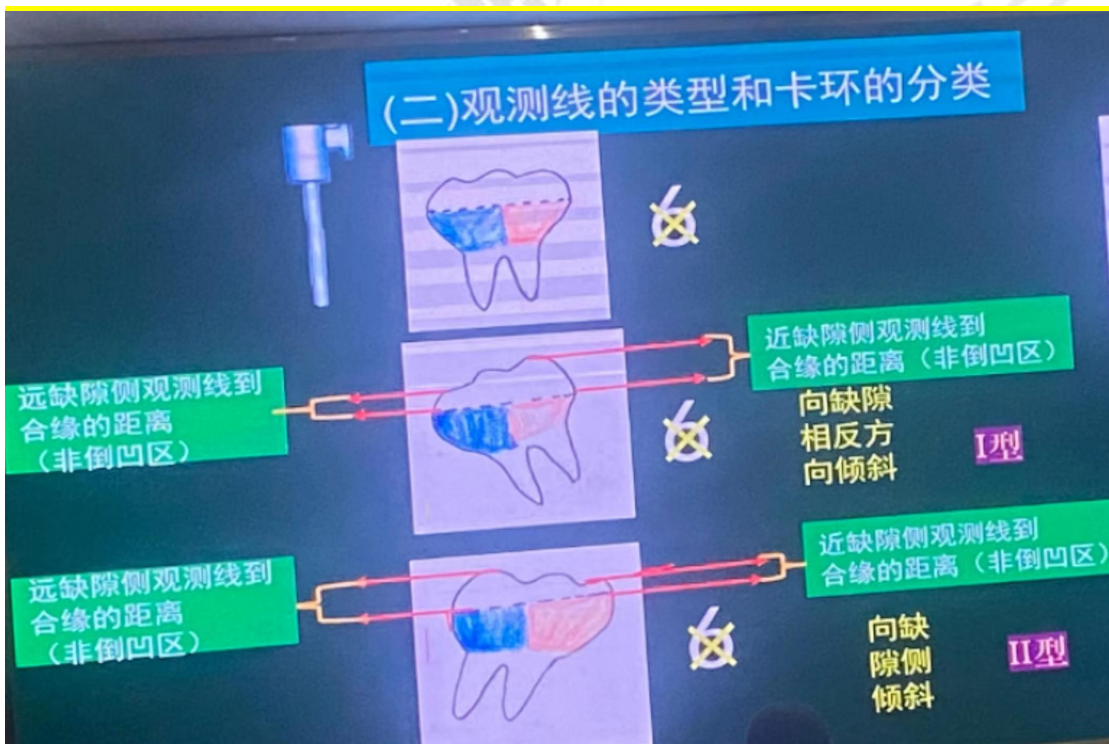 (二)观测线的类型和卡环的分类
6
近缺隙侧观测线到
合缘的距离（非倒凹区）
远缺隙侧观测线到
合缘的距离
（非倒凹区）
6
向缺隙
相反方
向倾斜
I型
近缺隙侧观测线到
合缘的距离（非倒凹区）
远缺隙侧观测线到
合缘的距离
（非倒凹区）
6
向缺
隙侧
倾斜
II型